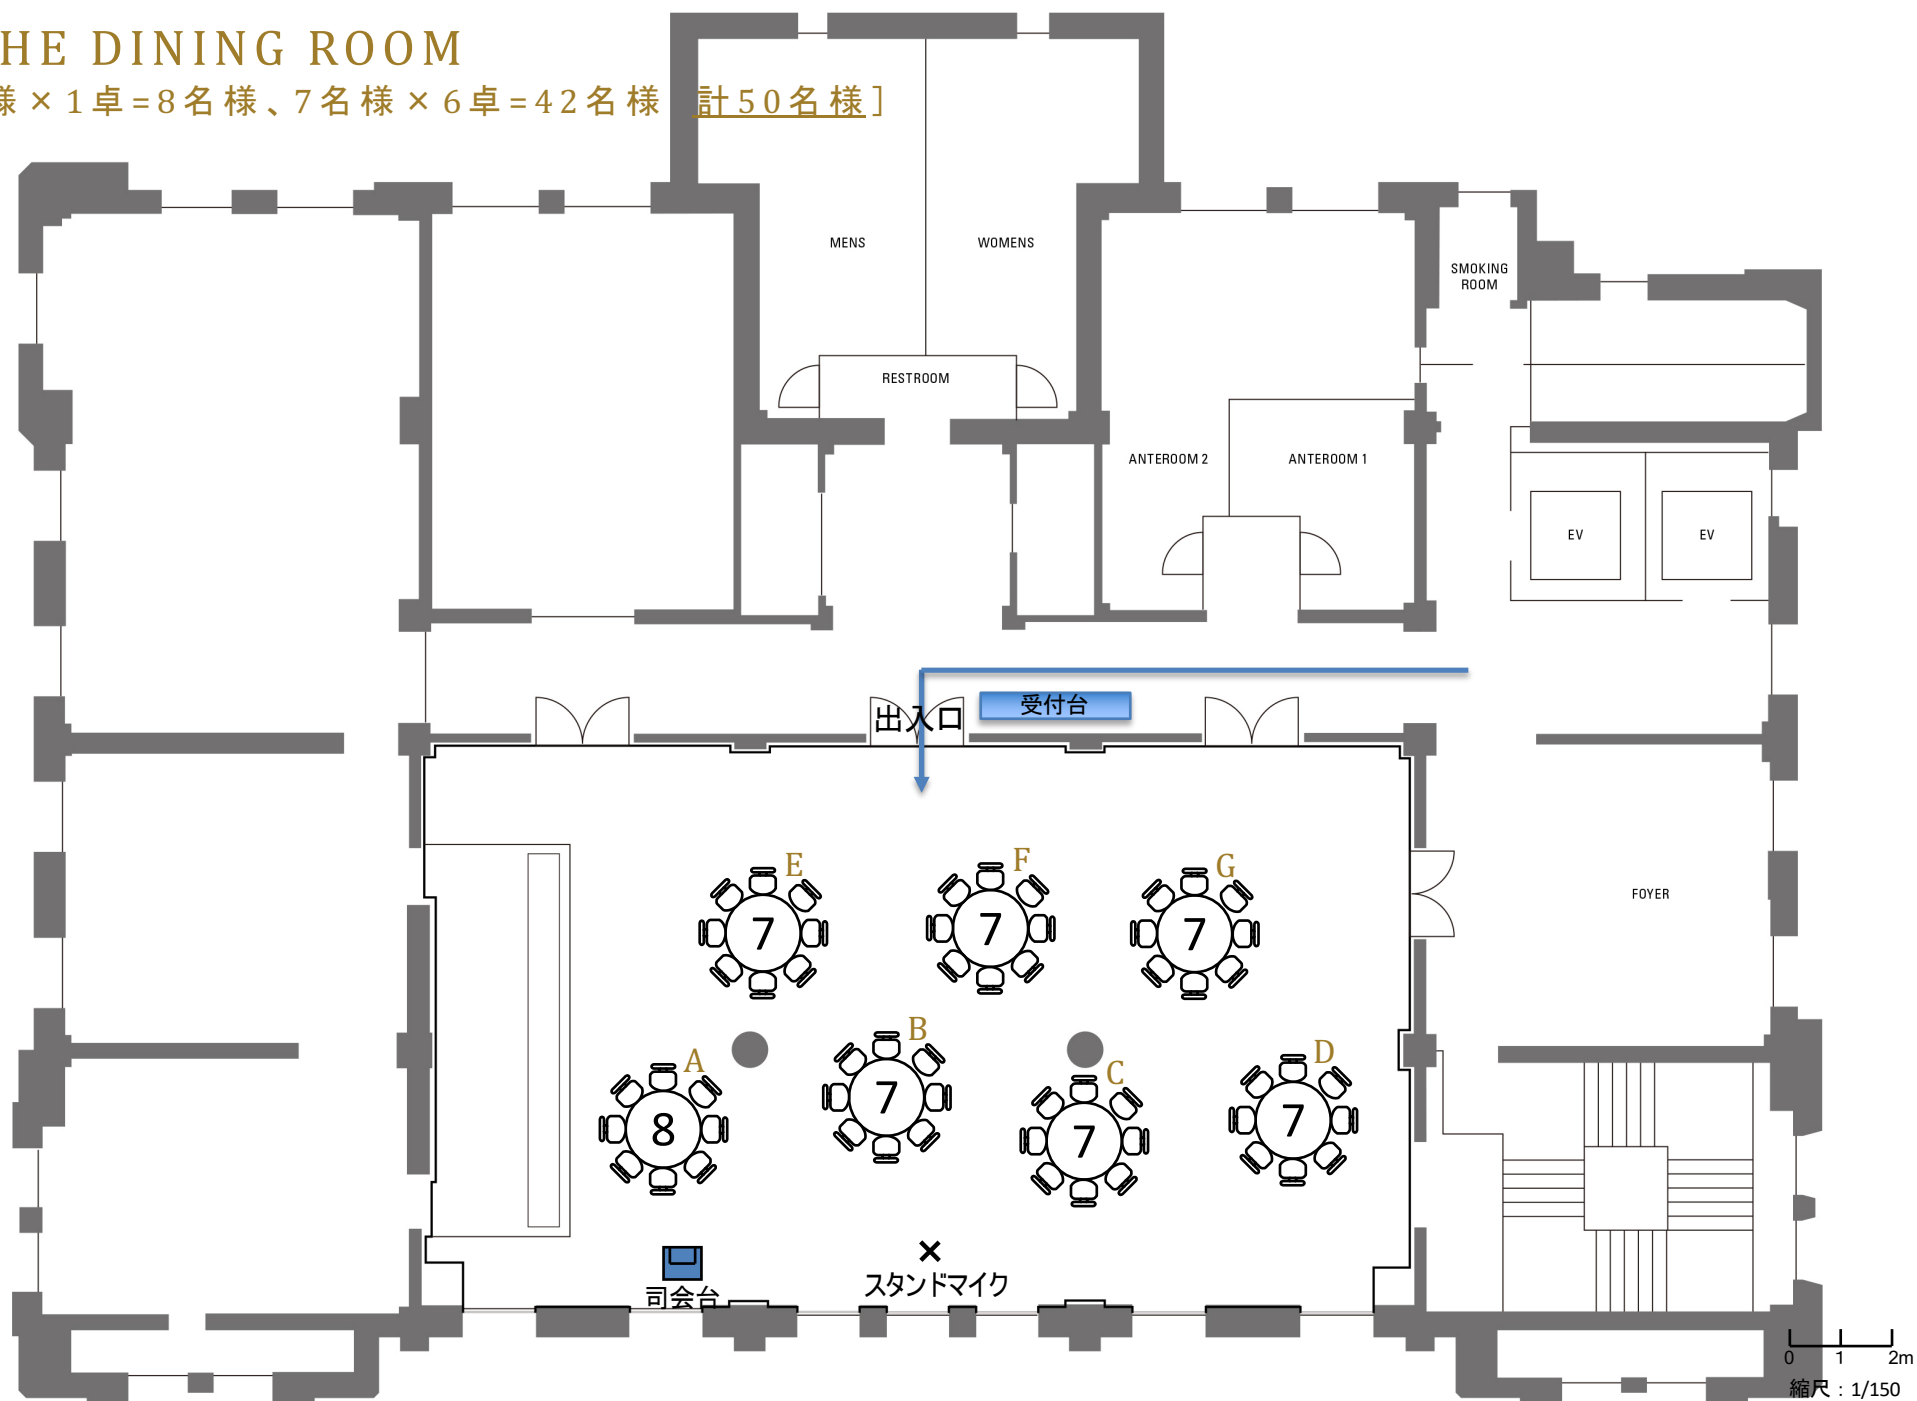 HE DINING ROOM
様×1卓=8名様、7名様×6卓=42名様 計50名様］
MENS
WOMENS
SMOKING
ROOM
RESTROOM
ANTEROOM 2
ANTEROOM 1
EV
EV
受付台
出入口
E
F
G
7
7
7
FOYER
A
B
C
D
8
7
7
7
スタンドマイク
司会台
0 1 2m
縮尺：1/150